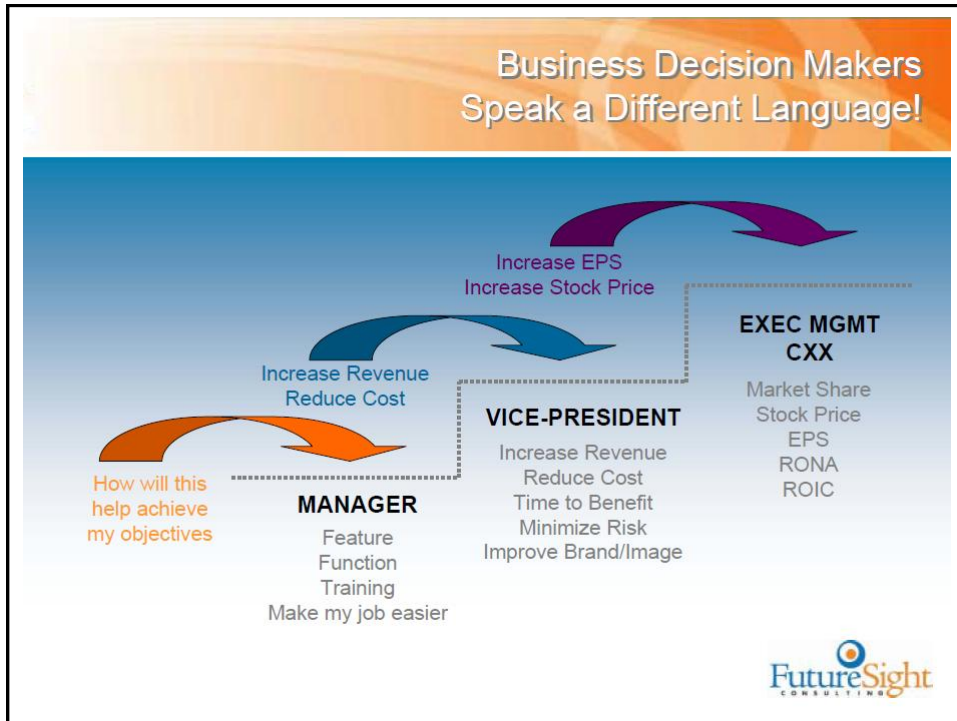 Business Decision Makers
Speak a Different Language!
Increase EPS
Increase Stock Price
EXEC MGMT
CXX
Market Share
Stock Price
EPS
RONA
ROIC
Increase Revenue
Reduce Cost
VICE-PRESIDENT
Increase Revenue
Reduce Cost
Time to Benefit
Minimize Risk
Improve Brand/Image
How will this
help achieve
my objectives
MANAGER
Feature
Function
Training
Make my job easier
FutureSight
CONSULTING